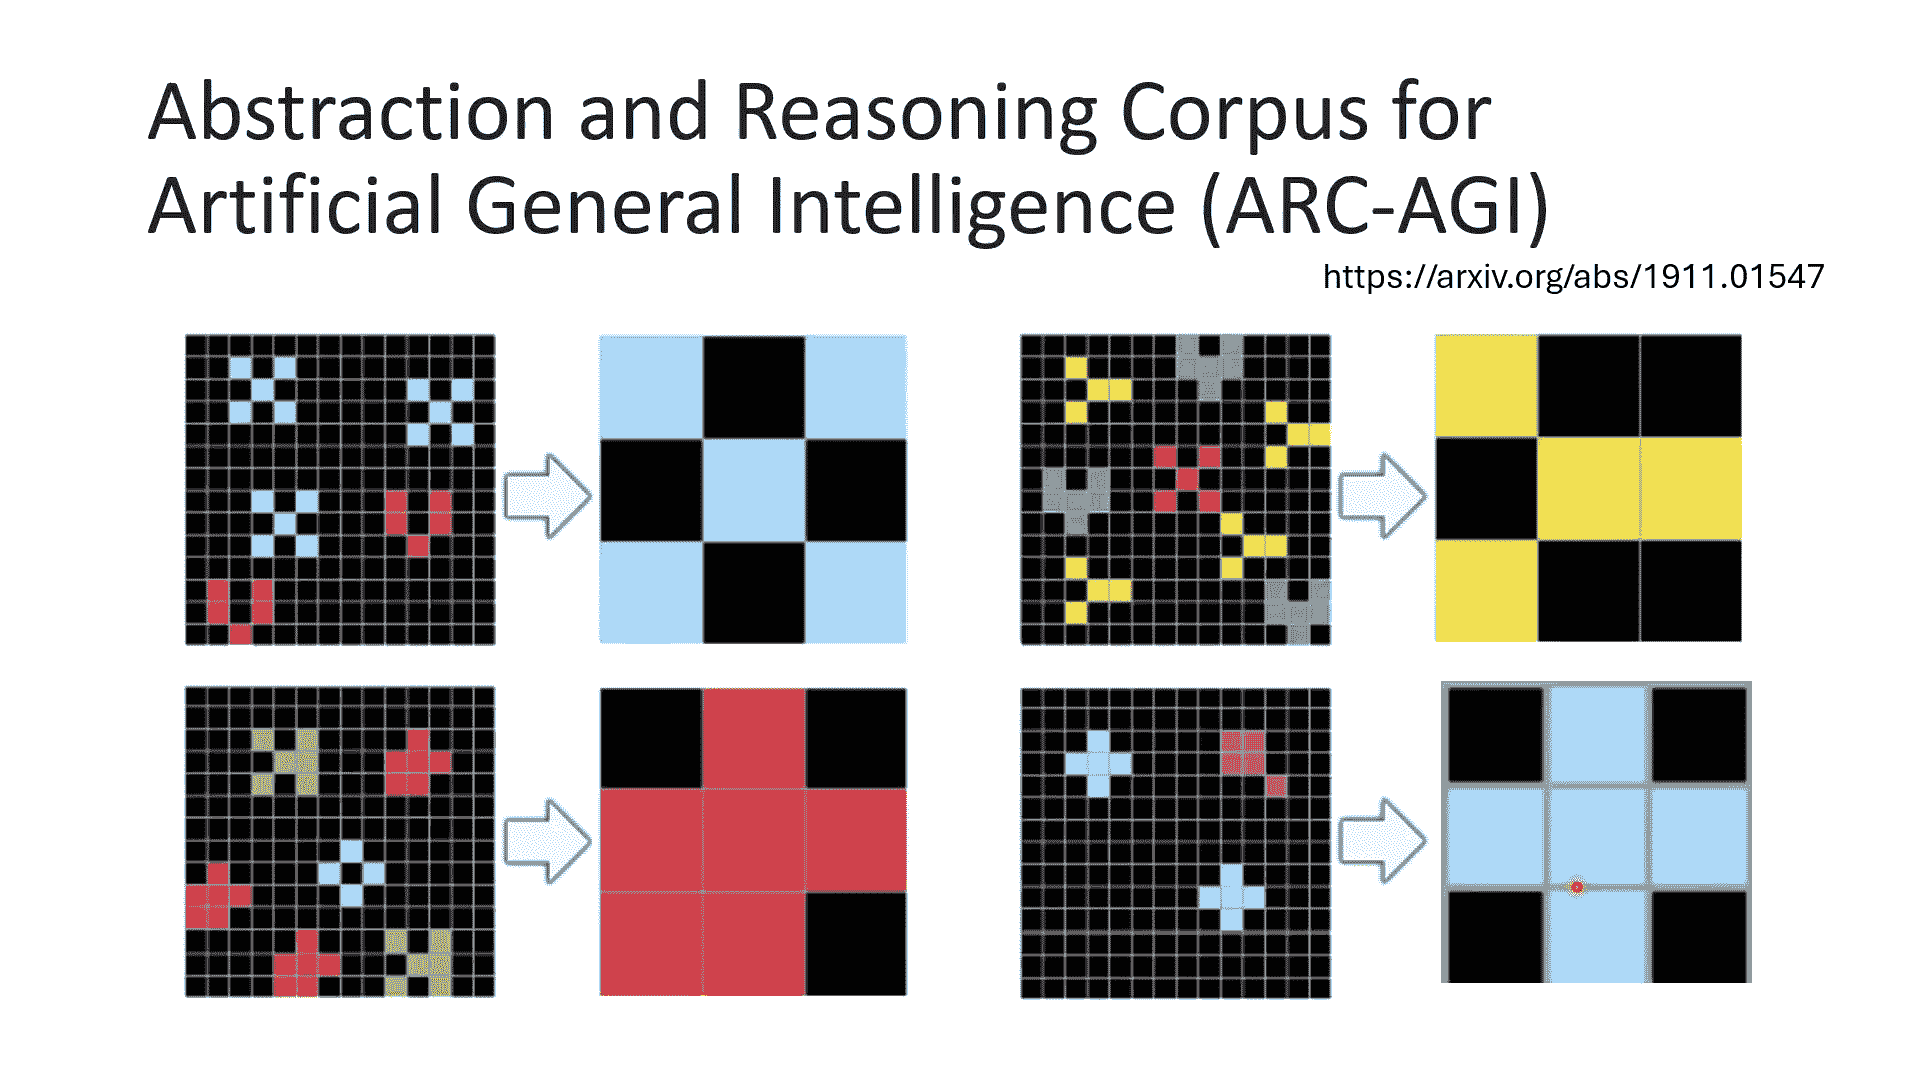 Abstraction and Reasoning Corpus for
Artificial General Intelligence (ARC-AGI)
https://arxiv.org/abs/1911.01547